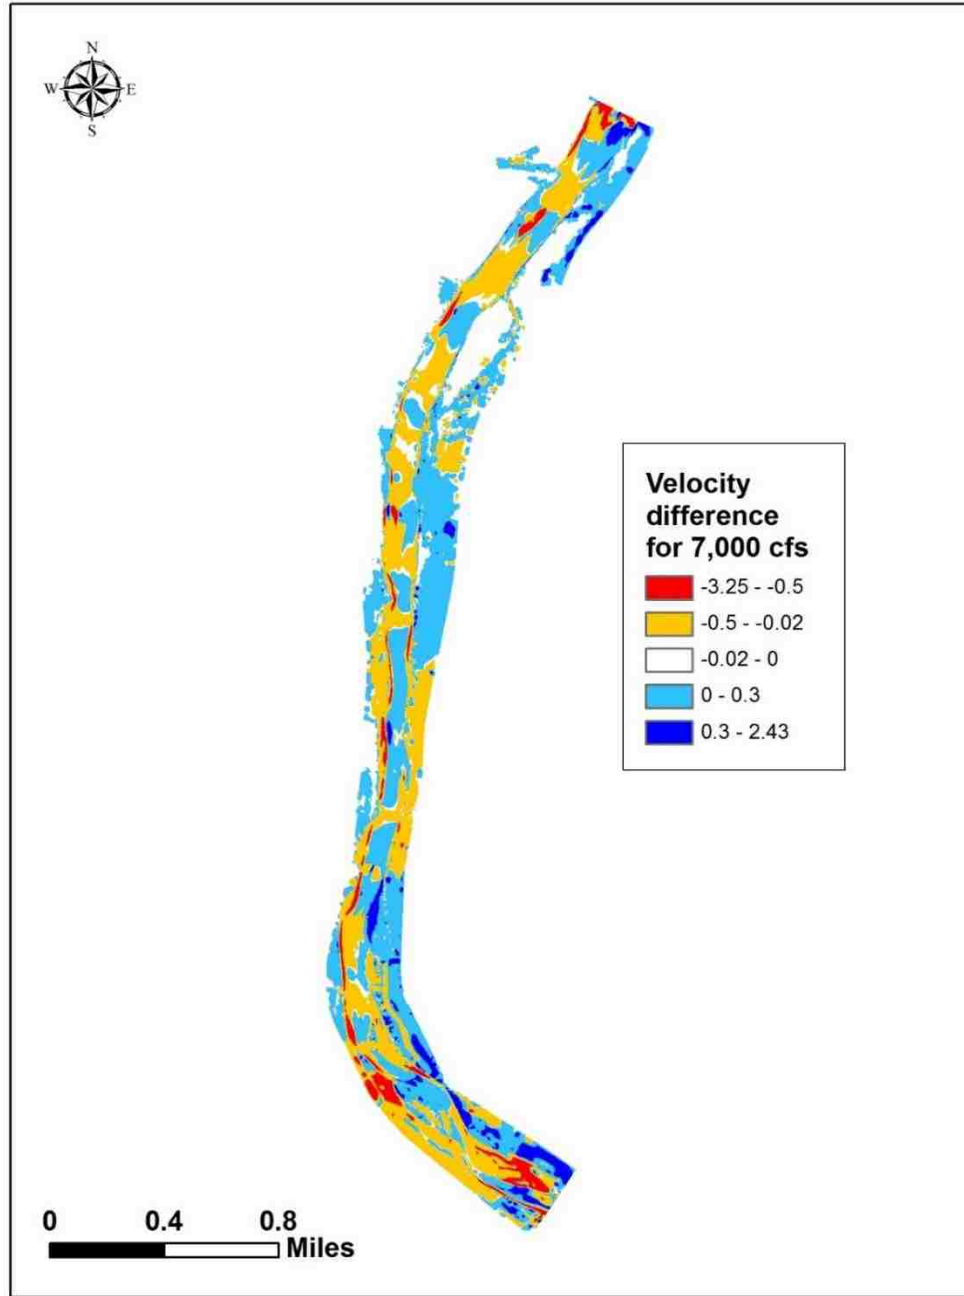 N
W E
S
Velocity
difference
for 7,000 cfs
-3.25 - -0.5
-0.5 - -0.02
-0.02 - 0
0 - 0.3
0.3 - 2.43
0 0.4 0.8
Miles